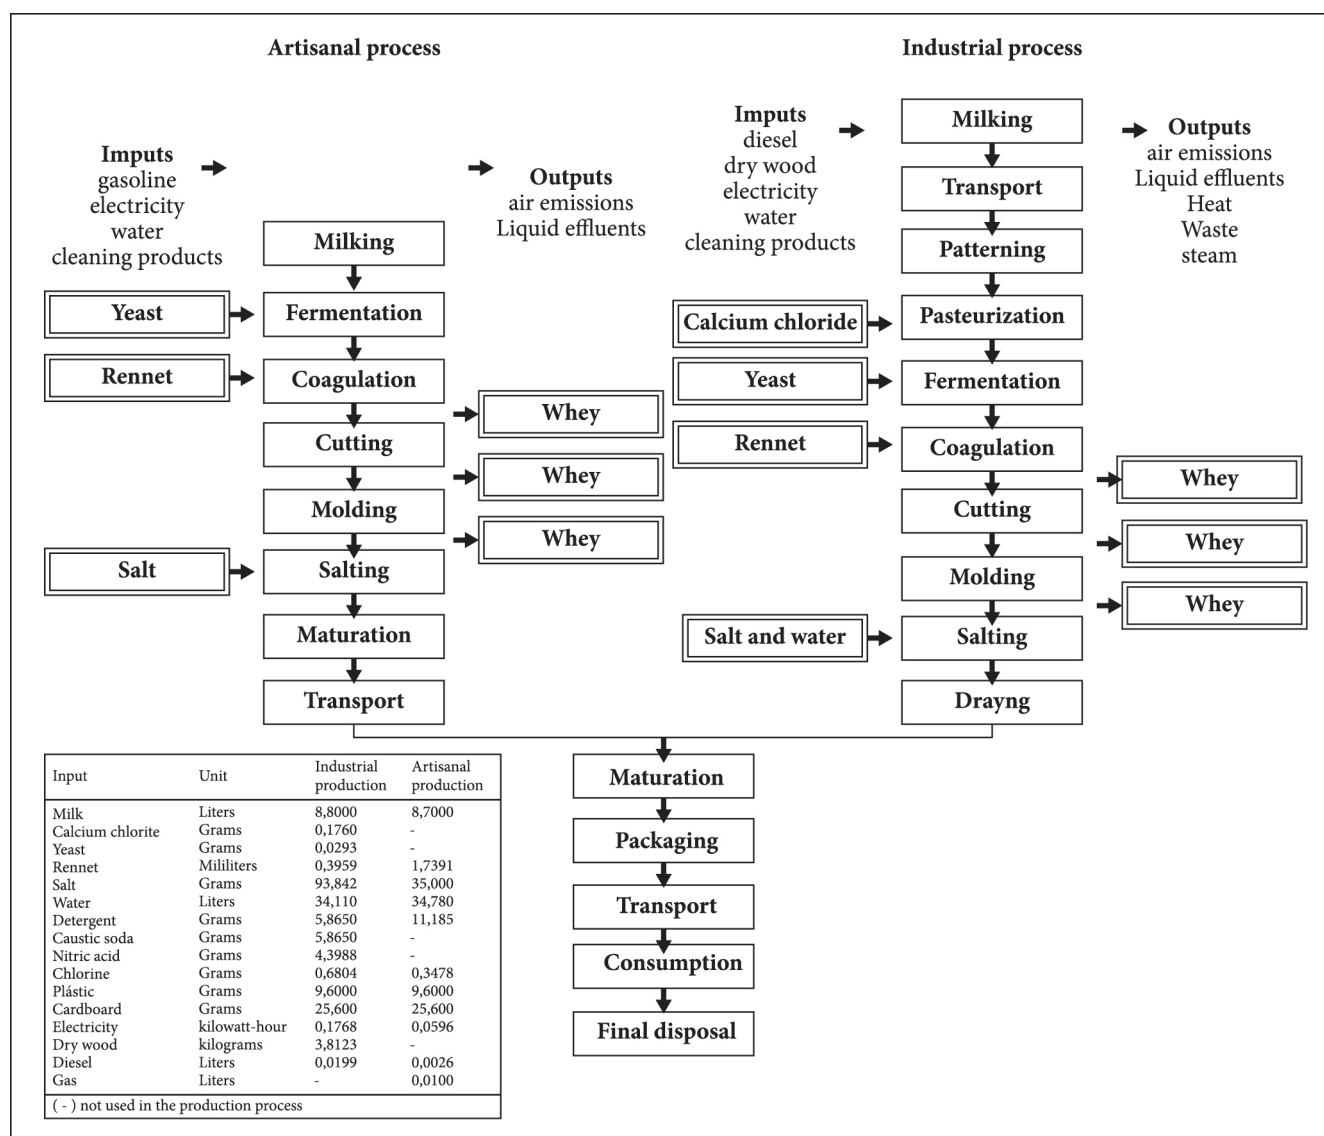 Artisanal process
Imputs
gasoline
electricity
water
cleaning products
Outputs
air emissions
Liquid effluents
Milking
Yeast
Fermentation
Rennet
Coagulation
Whey
Cutting
Whey
Molding
Whey
Salt
Salting
Maturation
Transport
Industrial process
Imputs
diesel
dry wood
electricity
water
cleaning products
Outputs
air emissions
Liquid effluents
Heat
Waste
steam
Milking
Transport
Patterning
Calcium chloride
Pasteurization
Yeast
Fermentation
Rennet
Coagulation
Whey
Cutting
Whey
Molding
Whey
Salt and water
Salting
Drayng
Maturation
Packaging
Transport
Consumption
Final disposal
Input Unit Industrial production Artisanal production
Milk Liters 8,8000 8,7000
Calcium chlorite Grams 0,1760 -
Yeast Grams 0,0293 -
Rennet Mililiters 0,3959 1,7391
Salt Grams 93,842 35,000
Water Liters 34,110 34,780
Detergent Grams 5,8650 11,185
Caustic soda Grams 5,8650 -
Nitric acid Grams 4,3988 -
Chlorine Grams 0,6804 0,3478
Plástic Grams 9,6000 9,6000
Cardboard Grams 25,600 25,600
Electricity kilowatt-hour 0,1768 0,0596
Dry wood kilograms 3,8123 -
Diesel Liters 0,0199 0,0026
Gas Liters - 0,0100
( - ) not used in the production process